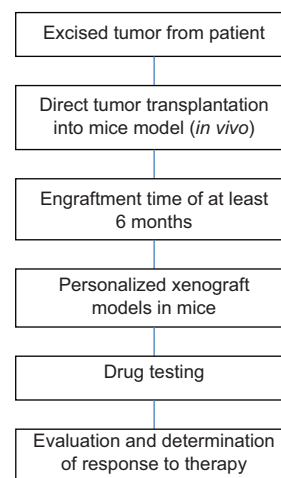 Excised tumor from patient
Direct tumor transplantation
into mice model (in vivo)
Engraftment time of at least
6 months
Personalized xenograft
models in mice
Drug testing
Evaluation and determination
of response to therapy